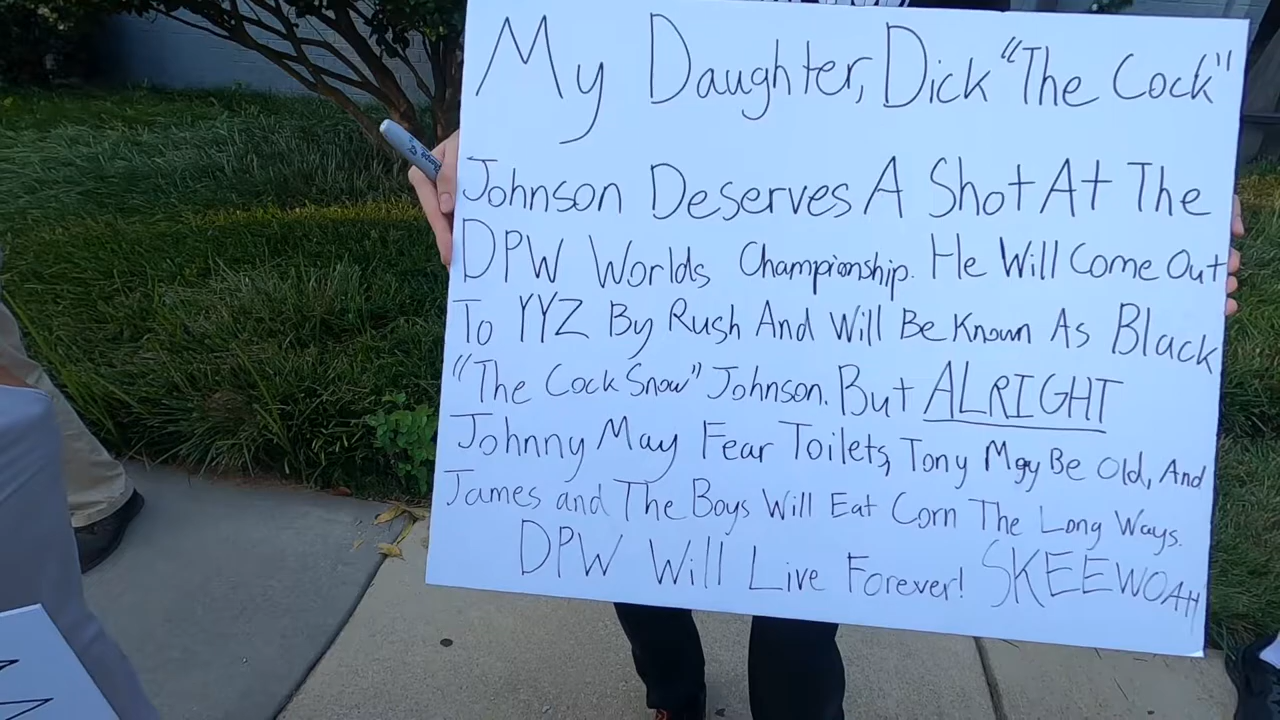 My Daughter, Dick "The Cock"
Johnson Deserves A Shot At The
DPW Worlds Championship. He Will Come Out
To YYZ By Rush And Will Be Known As Black
"The Cock Snow" Johnson. But ALRIGHT
Johnny May Fear Toilets, Tony May Be Old, And
James and The Boys Will Eat Corn The Long Ways.
DPW Will Live Forever! SKEEWOAH
Sharpie